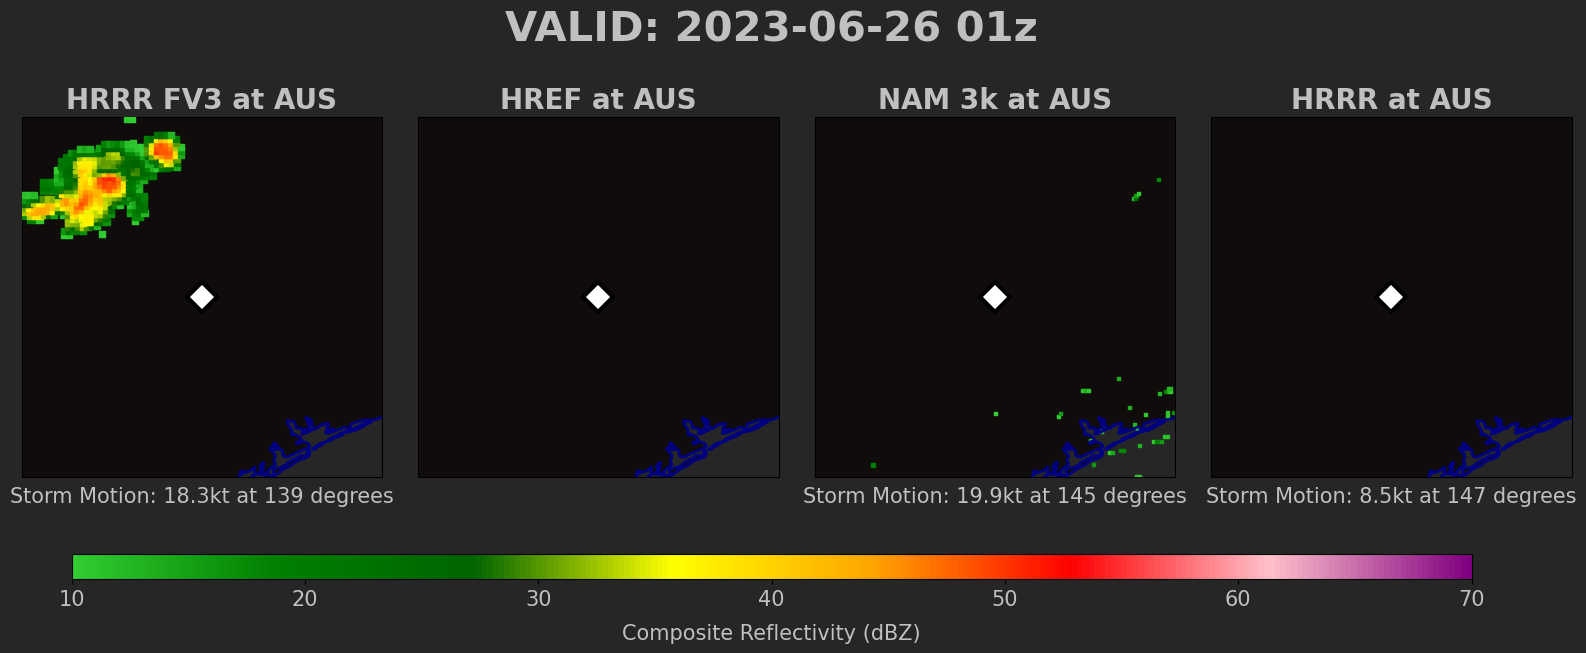 VALID: 2023-06-26 01z
HRRR FV3 at AUS
HREF at AUS
NAM 3k at AUS
HRRR at AUS
Storm Motion: 18.3kt at 139 degrees
Storm Motion: 19.9kt at 145 degrees
Storm Motion: 8.5kt at 147 degrees
10 20 30 40 50 60 70
Composite Reflectivity (dBZ)